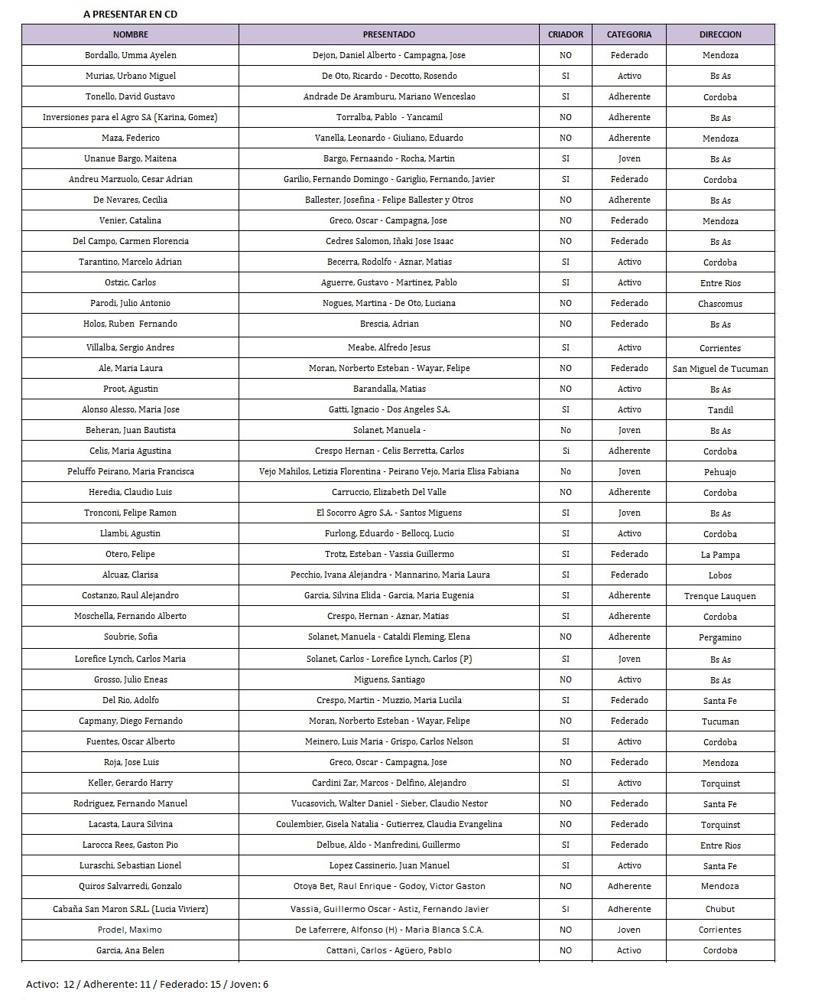 A PRESENTAR EN CD
NOMBRE PRESENTADO CRIADOR CATEGORIA DIRECCION
Bordallo, Umma Ayelen Dejon, Daniel Alberto - Campagna, Jose NO Federado Mendoza
Murias, Urbano Miguel De Oto, Ricardo - Decotto, Rosendo SI Activo Bs As
Tonello, David Gustavo Andrade De Aramburu, Mariano Wenceslao SI Adherente Cordoba
Inversiones para el Agro SA (Karina, Gomez) Torralba, Pablo - Yancamil NO Adherente Bs As
Maza, Federico Vanella, Leonardo - Giuliano, Eduardo NO Adherente Mendoza
Unanue Bargo, Maitena Bargo, Fernaando - Rocha, Martin SI Joven Bs As
Andreu Marzuolo, Cesar Adrian Garilio, Fernando Domingo - Gariglio, Fernando, Javier SI Federado Cordoba
De Nevares, Cecilia Ballester, Josefina - Felipe Ballester y Otros NO Adherente Bs As
Venier, Catalina Greco, Oscar - Campagna, Jose NO Federado Mendoza
Del Campo, Carmen Florencia Cedres Salomon, Iñaki Jose Isaac NO Federado Bs As
Tarantino, Marcelo Adrian Becerra, Rodolfo - Aznar, Matias SI Activo Cordoba
Ostzic, Carlos Aguerre, Gustavo - Martinez, Pablo SI Activo Entre Rios
Parodi, Julio Antonio Nogues, Martina - De Oto, Luciana NO Federado Chascomus
Holos, Ruben Fernando Brescia, Adrian NO Federado Bs As
Villalba, Sergio Andres Meabe, Alfredo Jesus SI Activo Corrientes
Ale, Maria Laura Moran, Norberto Esteban - Wayar, Felipe NO Federado San Miguel de Tucuman
Proot, Agustin Barandalla, Matias NO Activo Bs As
Alonso Alesso, Maria Jose Gatti, Ignacio - Dos Angeles S.A. SI Activo Tandil
Beheran, Juan Bautista Solanet, Manuela - No Joven Bs As
Celis, Maria Agustina Crespo Hernan - Celis Berretta, Carlos Si Adherente Cordoba
Peluffo Peirano, Maria Francisca Vejo Mahilos, Letizia Florentina - Peirano Vejo, Maria Elisa Fabiana No Joven Pehuajo
Heredia, Claudio Luis Carruccio, Elizabeth Del Valle NO Adherente Cordoba
Tronconi, Felipe Ramon El Socorro Agro S.A. - Santos Miguens SI Joven Bs As
Llambi, Agustin Furlong, Eduardo - Bellocq, Lucio SI Activo Cordoba
Otero, Felipe Trotz, Esteban - Vassia Guillermo SI Federado La Pampa
Alcuaz, Clarisa Pecchio, Ivana Alejandra - Mannarino, Maria Laura SI Federado Lobos
Costanzo, Raul Alejandro Garcia, Silvina Elida - Garcia, Maria Eugenia SI Adherente Trenque Lauquen
Moschella, Fernando Alberto Crespo, Hernan - Aznar, Matias SI Adherente Cordoba
Soubrie, Sofia Solanet, Manuela - Cataldi Fleming, Elena NO Adherente Pergamino
Lorefice Lynch, Carlos Maria Solanet, Carlos - Lorefice Lynch, Carlos (P) SI Joven Bs As
Grosso, Julio Eneas Miguens, Santiago NO Activo Bs As
Del Rio, Adolfo Crespo, Martin - Muzzio, Maria Lucila SI Federado Santa Fe
Capmany, Diego Fernando Moran, Norberto Esteban - Wayar, Felipe NO Federado Tucuman
Fuentes, Oscar Alberto Meinero, Luis Maria - Grispo, Carlos Nelson SI Activo Cordoba
Roja, Jose Luis Greco, Oscar - Campagna, Jose NO Federado Mendoza
Keller, Gerardo Harry Cardini Zar, Marcos - Delfino, Alejandro SI Activo Torquinst
Rodriguez, Fernando Manuel Vucasovich, Walter Daniel - Sieber, Claudio Nestor NO Federado Santa Fe
Lacasta, Laura Silvina Coulembier, Gisela Natalia - Gutierrez, Claudia Evangelina NO Federado Torquinst
Larocca Rees, Gaston Pio Delbue, Aldo - Manfredini, Guillermo SI Federado Entre Rios
Luraschi, Sebastian Lionel Lopez Cassinerio, Juan Manuel SI Activo Santa Fe
Quiros Salvarredi, Gonzalo Otoya Bet, Raul Enrique - Godoy, Victor Gaston NO Adherente Mendoza
Cabaña San Maron S.R.L. (Lucia Vivierz) Vassia, Guillermo Oscar - Astiz, Fernando Javier SI Adherente Chubut
Prodel, Maximo De Laferrere, Alfonso (H) - Maria Blanca S.C.A. NO Joven Corrientes
Garcia, Ana Belen Cattani, Carlos - Agüero, Pablo NO Activo Cordoba
Activo: 12 / Adherente: 11 / Federado: 15 / Joven: 6